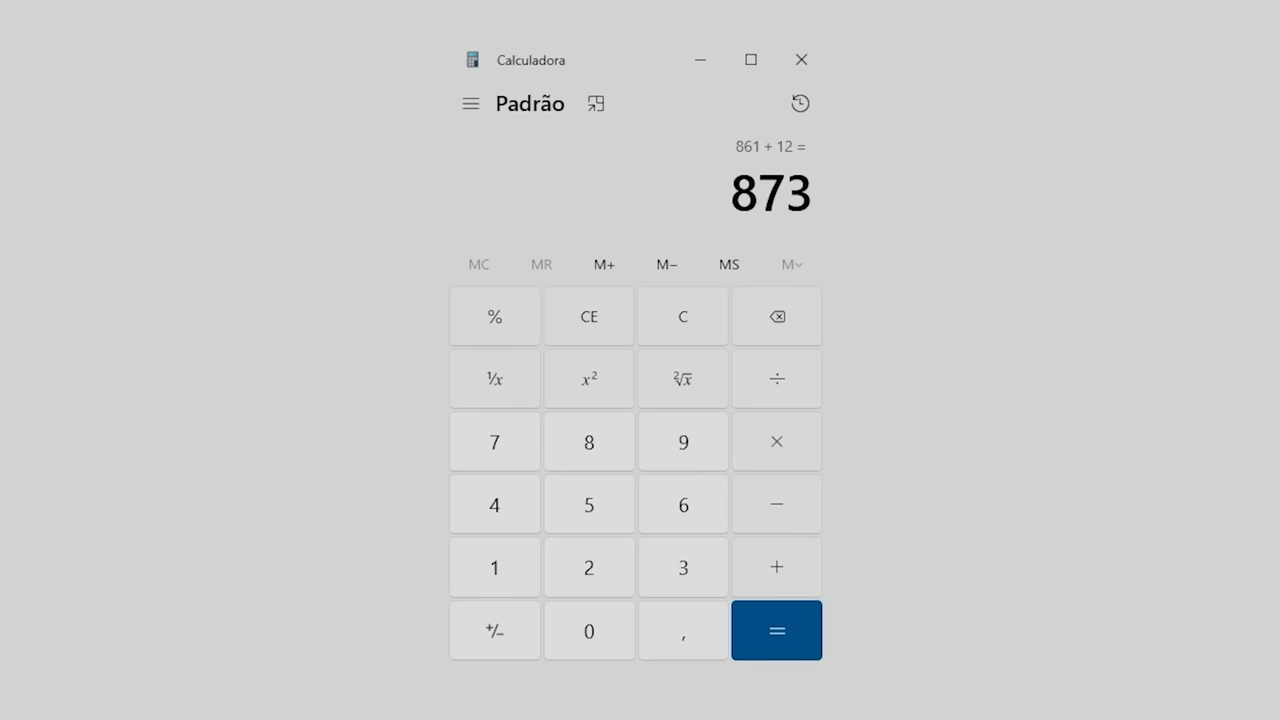 Calculadora
Padrão
861 + 12 =
873
MC MR M+ M− MS M
% CE C
¹/x x² ²√x ÷
7 8 9 ×
4 5 6 −
1 2 3 +
+/− 0 , =